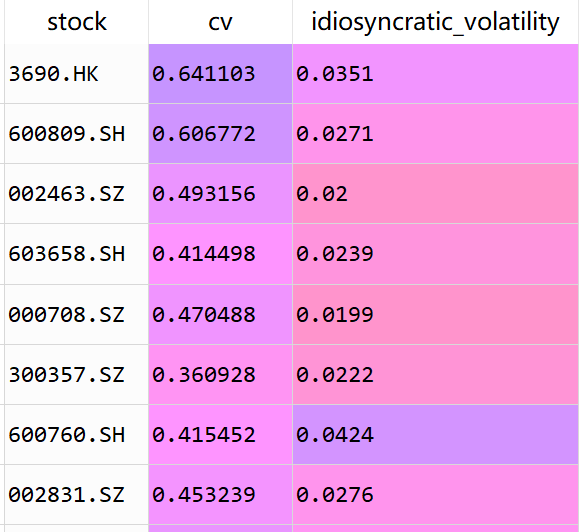 stock cv idiosyncratic_volatility
3690.HK 0.641103 0.0351
600809.SH 0.606772 0.0271
002463.SZ 0.493156 0.02
603658.SH 0.414498 0.0239
000708.SZ 0.470488 0.0199
300357.SZ 0.360928 0.0222
600760.SH 0.415452 0.0424
002831.SZ 0.453239 0.0276